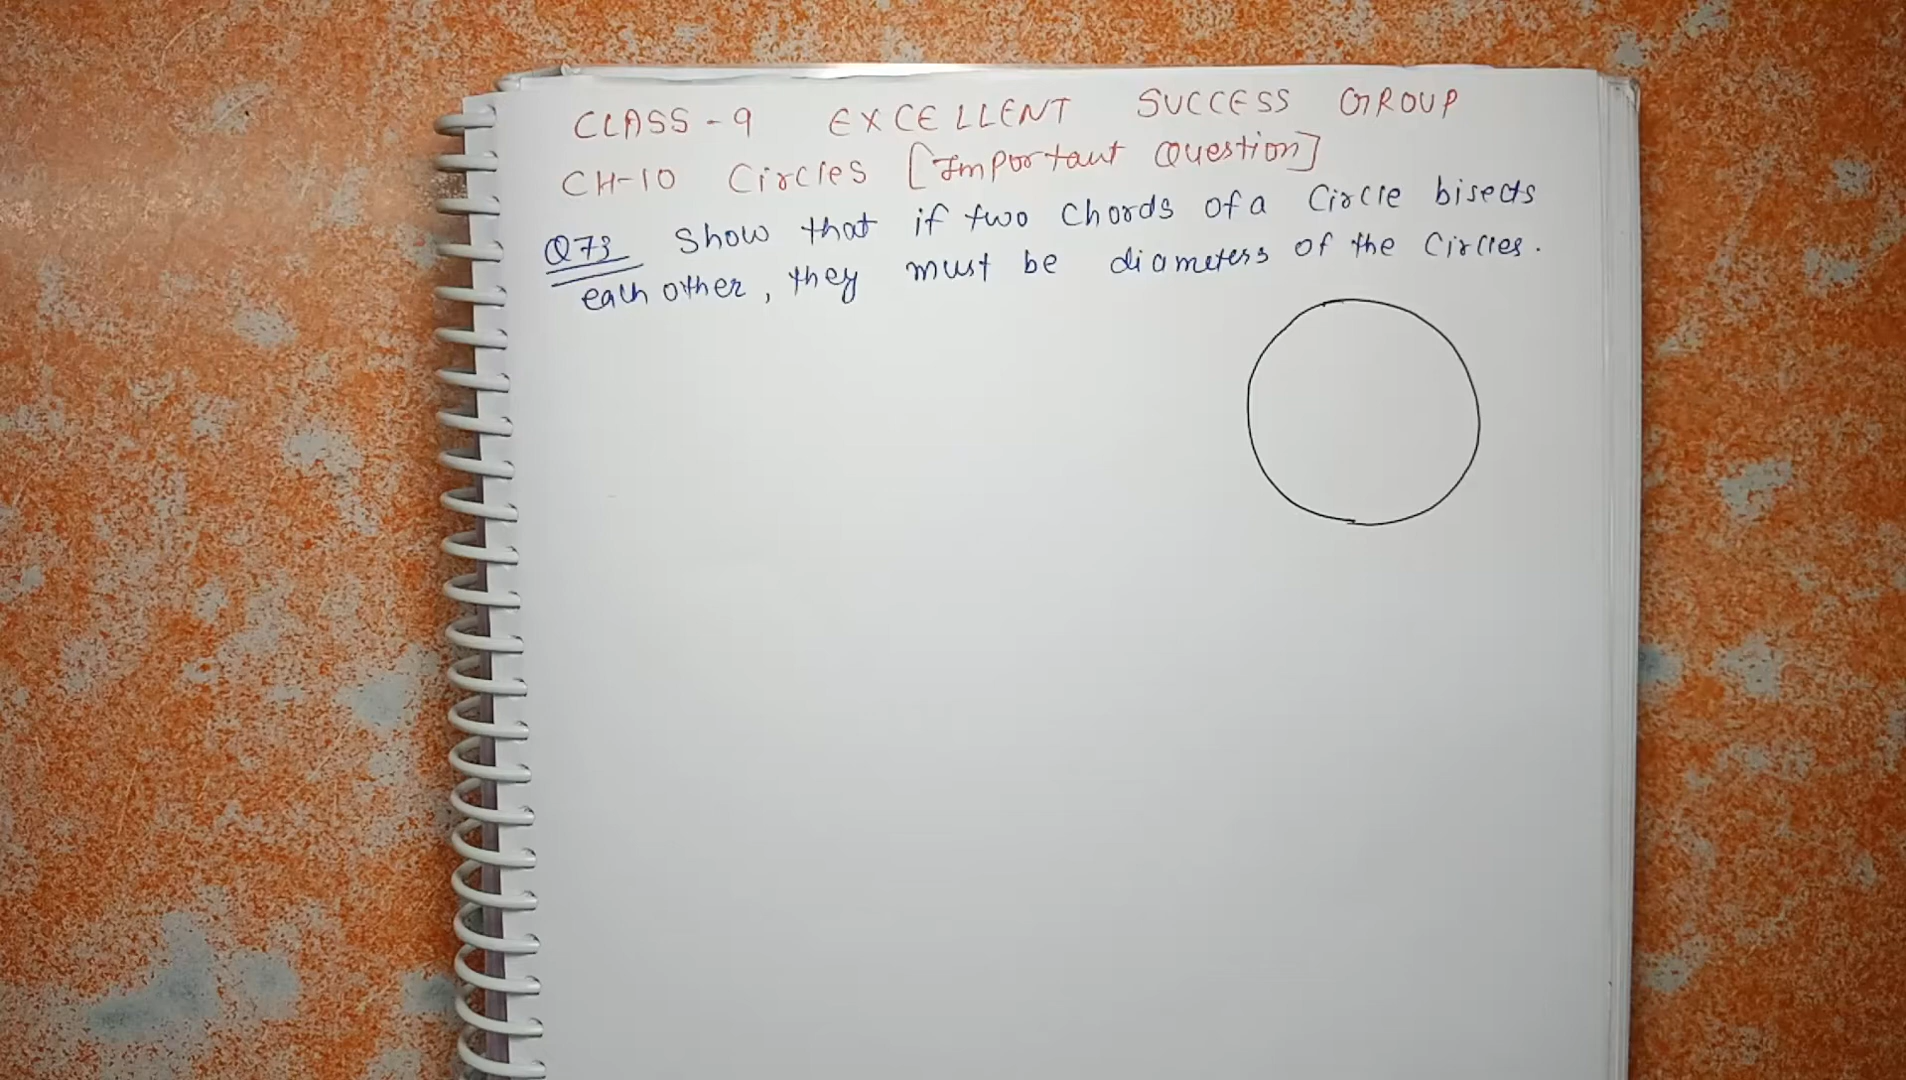 CLASS-9 EXCELLENT SUCCESS GROUP
CH-10 Circles [Important Question]
Q73 Show that if two Chords of a Circle bisects
each other, they must be diameters of the Circles.